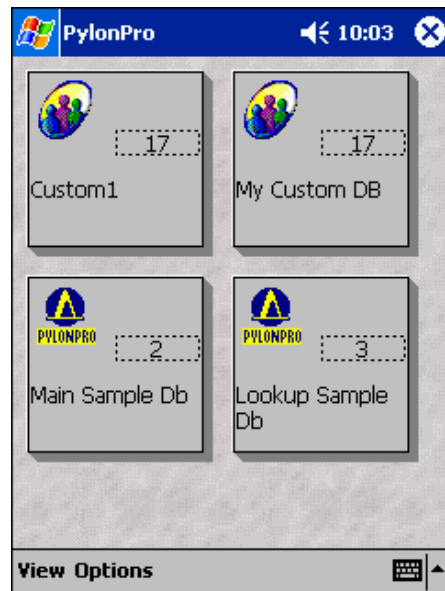 PylonPro 10:03
17 17
Custom1 My Custom DB
PYLONPRO 2 PYLONPRO 3
Main Sample Db Lookup Sample
Db
View Options